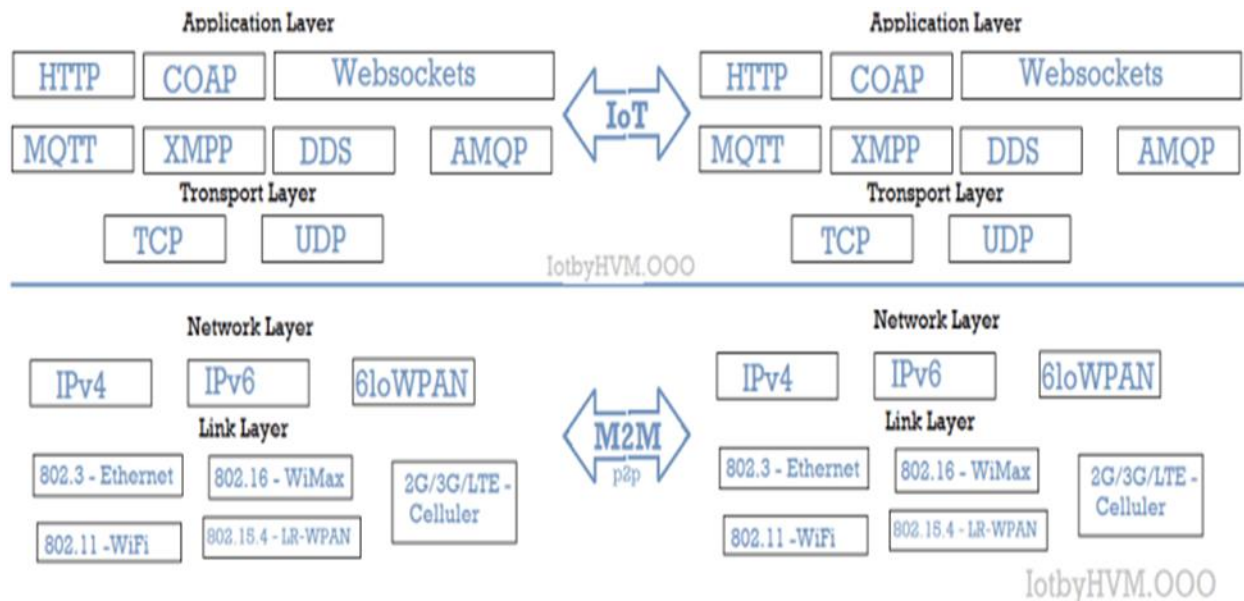 Application Layer
Application Layer
HTTP COAP Websockets
IoT
HTTP COAP Websockets
MQTT XMPP DDS AMQP
MQTT XMPP DDS AMQP
Tronsport Layer
Transport Layer
TCP UDP
TCP UDP
IotbyHVM.OOO
Network Layer
Network Layer
IPv4 IPv6 6loWPAN
IPv4 IPv6 6loWPAN
Link Layer
Link Layer
M2M
p2p
802.3 - Ethernet 802.16 - WiMax 2G/3G/LTE -
Celluler
802.3 - Ethernet 802.16 - WiMax 2G/3G/LTE -
Celluler
802.11 -WiFi 802.15.4 - LR-WPAN
802.11 -WiFi 802.15.4 - LR-WPAN
IotbyHVM.OOO